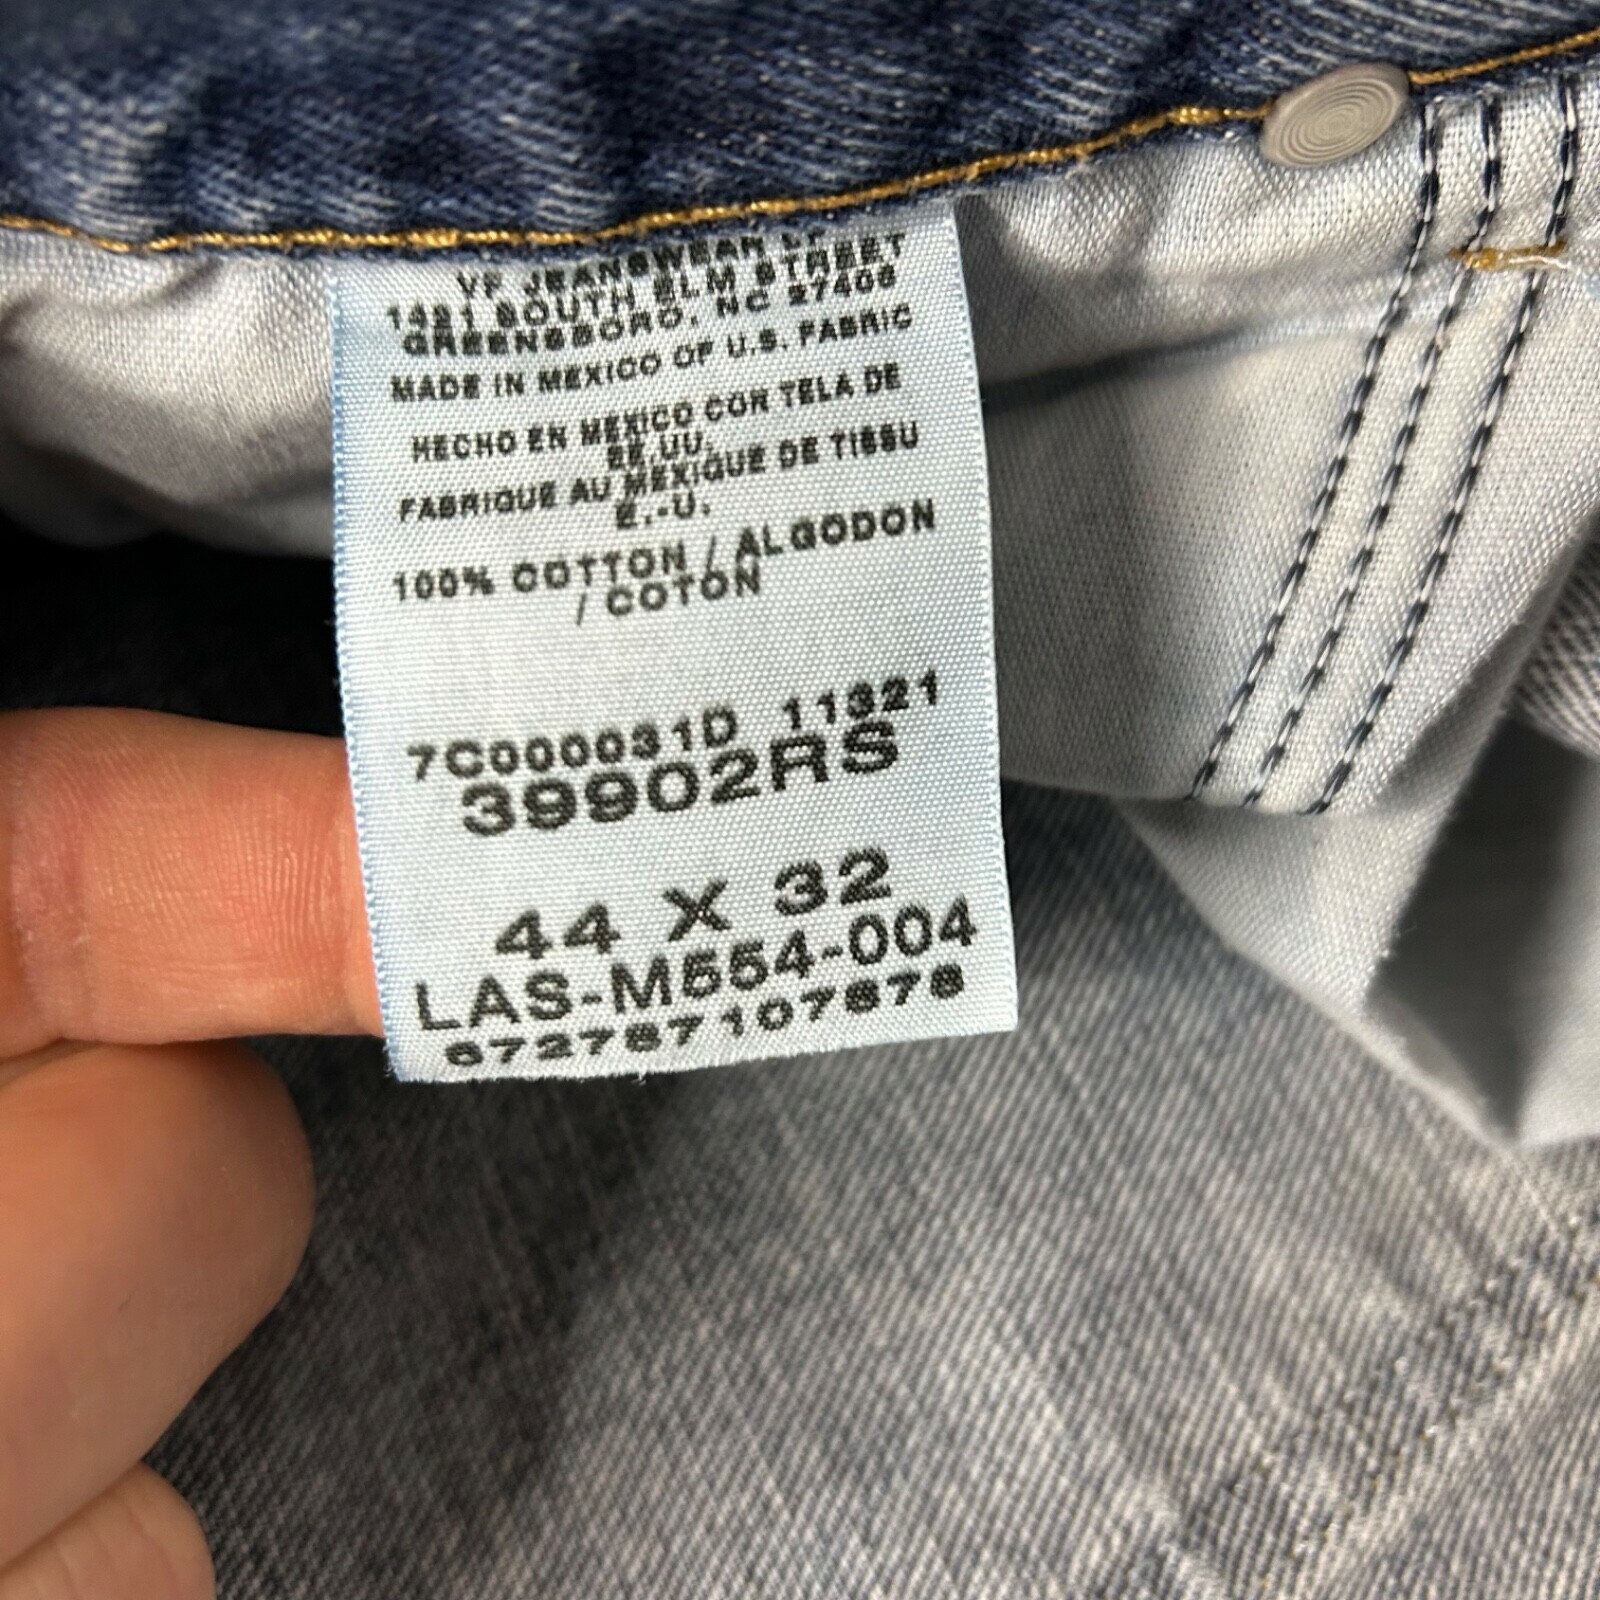 VF JEANSWEAR LP
1421 SOUTH ELM STREET
GREENSBORO, NC 27406
MADE IN MEXICO OF U.S. FABRIC
HECHO EN MEXICO CON TELA DE
EE.UU.
FABRIQUE AU MEXIQUE DE TISSU
E.-U.
100% COTTON / ALGODON
/ COTON
7C000031D 11321
39902RS
44 X 32
LAS-M554-004